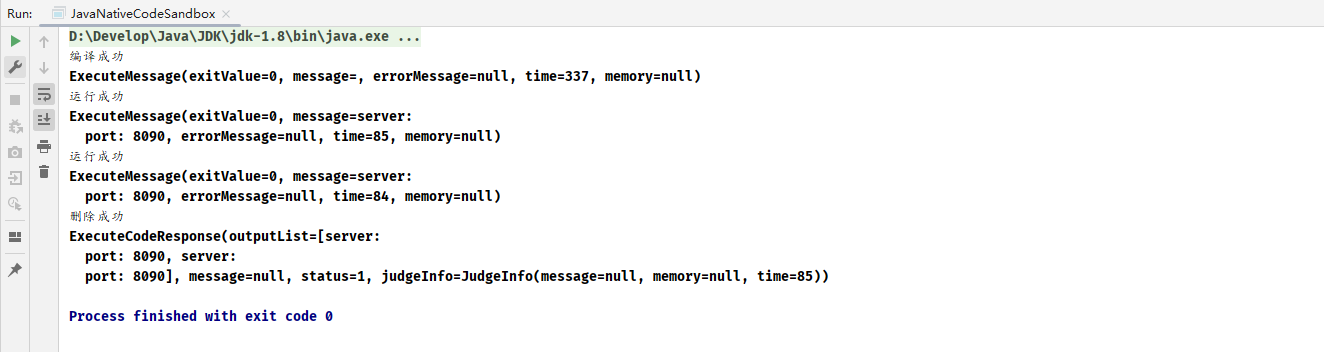 Run: JavaNativeCodeSandbox
D:\Develop\Java\JDK\jdk-1.8\bin\java.exe ...
编译成功
ExecuteMessage(exitValue=0, message=, errorMessage=null, time=337, memory=null)
运行成功
ExecuteMessage(exitValue=0, message=server:
  port: 8090, errorMessage=null, time=85, memory=null)
运行成功
ExecuteMessage(exitValue=0, message=server:
  port: 8090, errorMessage=null, time=84, memory=null)
删除成功
ExecuteCodeResponse(outputList=[server:
  port: 8090, server:
  port: 8090], message=null, status=1, judgeInfo=JudgeInfo(message=null, memory=null, time=85))
Process finished with exit code 0